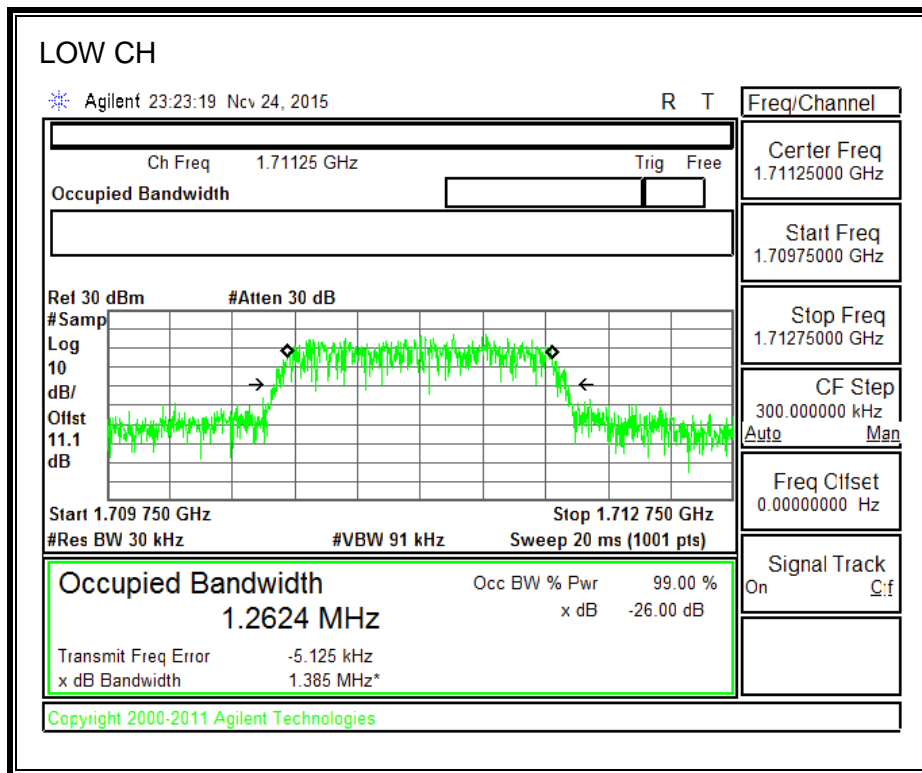 LOW CH
Agilent 23:23:19 Nov 24, 2015 R T
Freq/Channel
Ch Freq 1.71125 GHz Trig Free
Occupied Bandwidth
Center Freq
1.71125000 GHz
Start Freq
1.70975000 GHz
Stop Freq
1.71275000 GHz
CF Step
300.000000 kHz
Auto Man
Freq Offset
0.00000000 Hz
Signal Track
On Off
Ref 30 dBm #Atten 30 dB
#Samp
Log
10
dB/
Offst
11.1
dB
Start 1.709 750 GHz Stop 1.712 750 GHz
#Res BW 30 kHz #VBW 91 kHz Sweep 20 ms (1001 pts)
Occupied Bandwidth
1.2624 MHz
Occ BW % Pwr 99.00 %
x dB -26.00 dB
Transmit Freq Error -5.125 kHz
x dB Bandwidth 1.385 MHz*
Copyright 2000-2011 Agilent Technologies